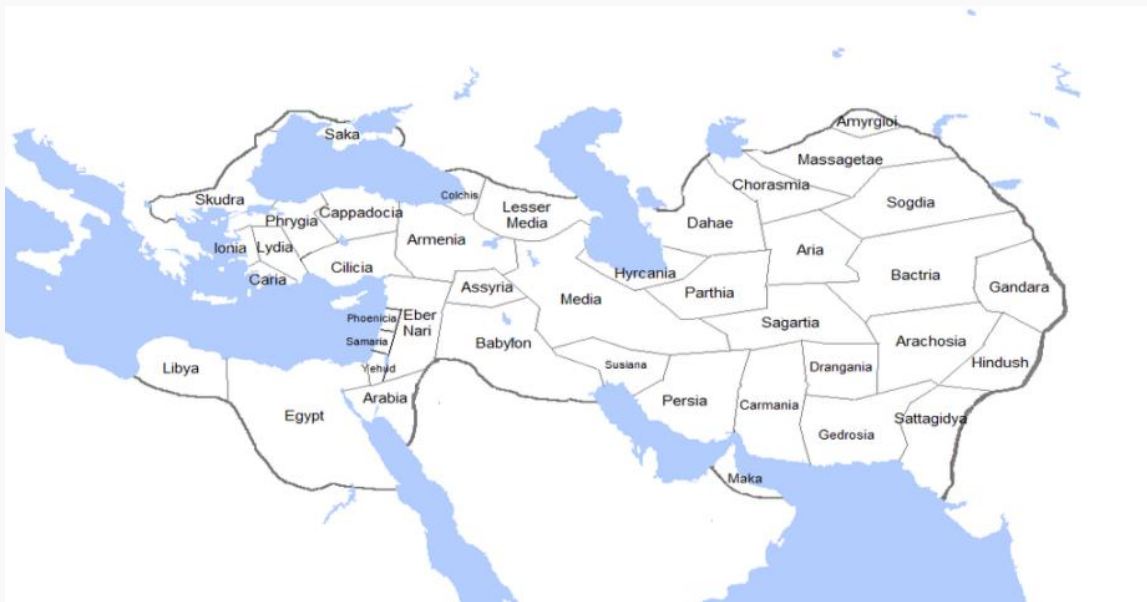 Amyrgioi
Saka
Massagetae
Chorasmia
Colchis
Skudra
Sogdia
Lesser
Media
Cappadocia
Phrygia
Dahae
Armenia
Ionia
Lydia
Aria
Cilicia
Hyrcania
Bactria
Caria
Assyria
Gandara
Parthia
Media
Phoenicia
Eber
Nari
Sagartia
Samaria
Babylon
Arachosia
Libya
Yehud
Susiana
Drangania
Hindush
Arabia
Persia
Carmania
Egypt
Sattagidya
Gedrosia
Maka